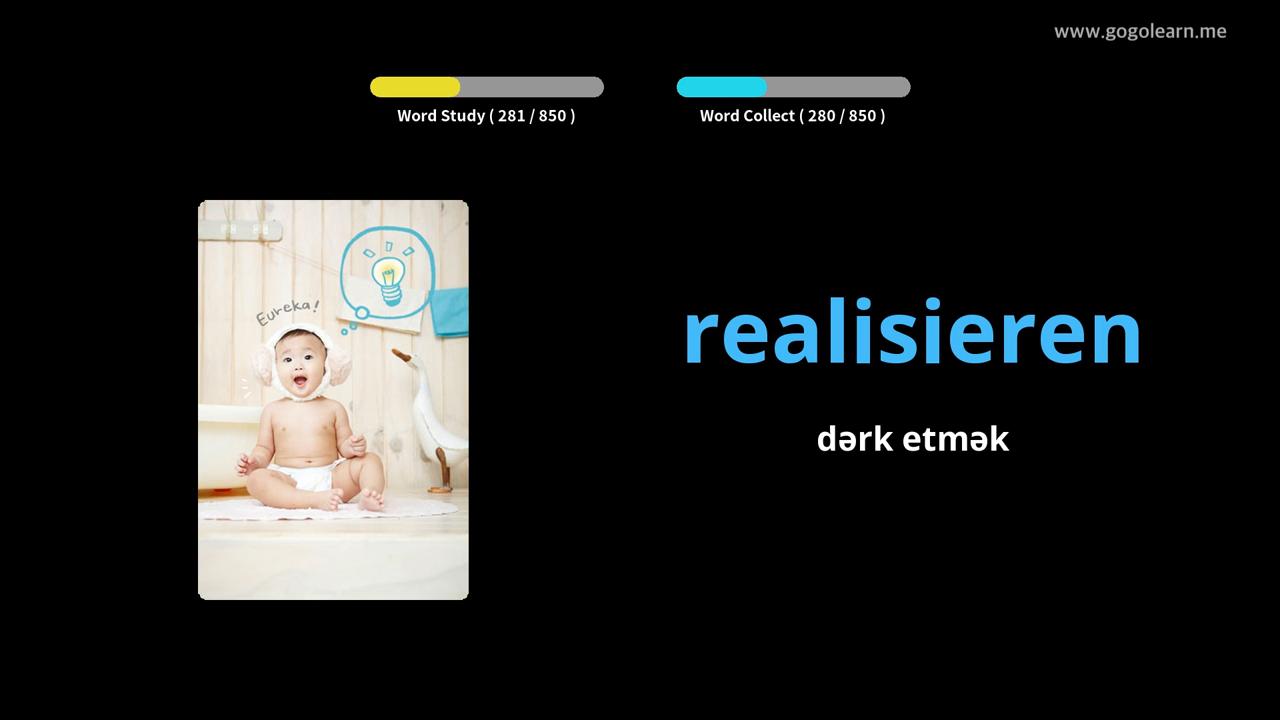 www.gogolearn.me
Word Study ( 281 / 850 )
Word Collect ( 280 / 850 )
Eureka!
realisieren
dərk etmək